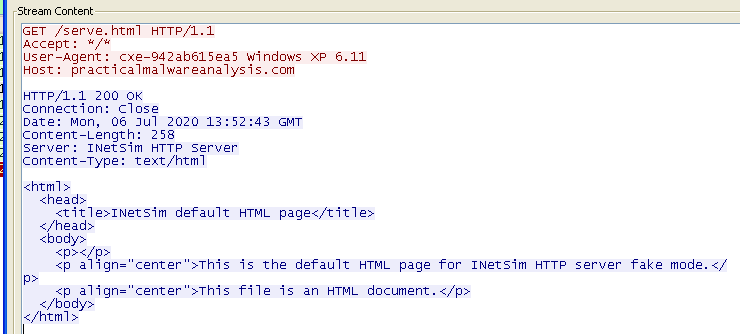 Stream Content
GET /serve.html HTTP/1.1
Accept: */*
User-Agent: cxe-942ab615ea5 Windows XP 6.11
Host: practicalmalwareanalysis.com
HTTP/1.1 200 OK
Connection: Close
Date: Mon, 06 Jul 2020 13:52:43 GMT
Content-Length: 258
Server: INetSim HTTP Server
Content-Type: text/html
<html>
  <head>
    <title>INetSim default HTML page</title>
  </head>
  <body>
    <p></p>
    <p align="center">This is the default HTML page for INetSim HTTP server fake mode.</
p>
    <p align="center">This file is an HTML document.</p>
  </body>
</html>